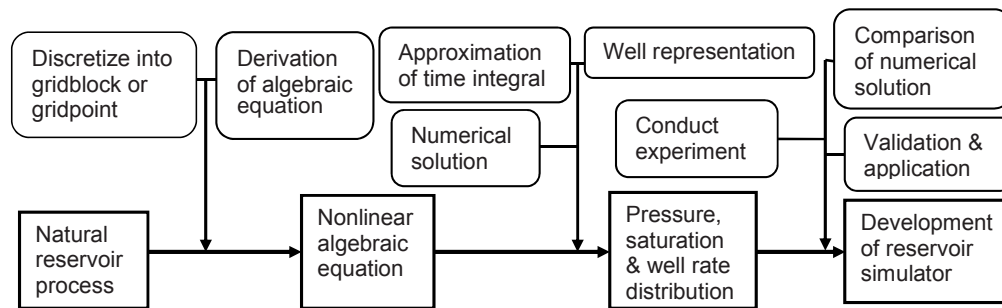 Discretize into
gridblock or
gridpoint
Derivation
of algebraic
equation
Approximation
of time integral
Well representation
Comparison
of numerical
solution
Numerical
solution
Conduct
experiment
Validation &
application
Natural
reservoir
process
Nonlinear
algebraic
equation
Pressure,
saturation
& well rate
distribution
Development
of reservoir
simulator